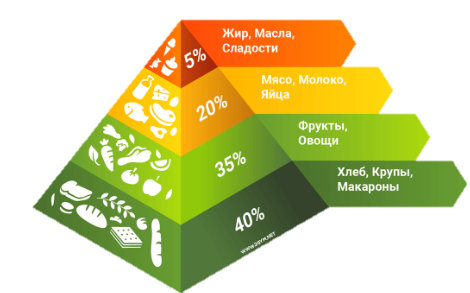 Жир, Масла,
Сладости
5%
Мясо, Молоко,
Яйца
20%
Фрукты,
Овощи
35%
Хлеб, Крупы,
Макароны
40%